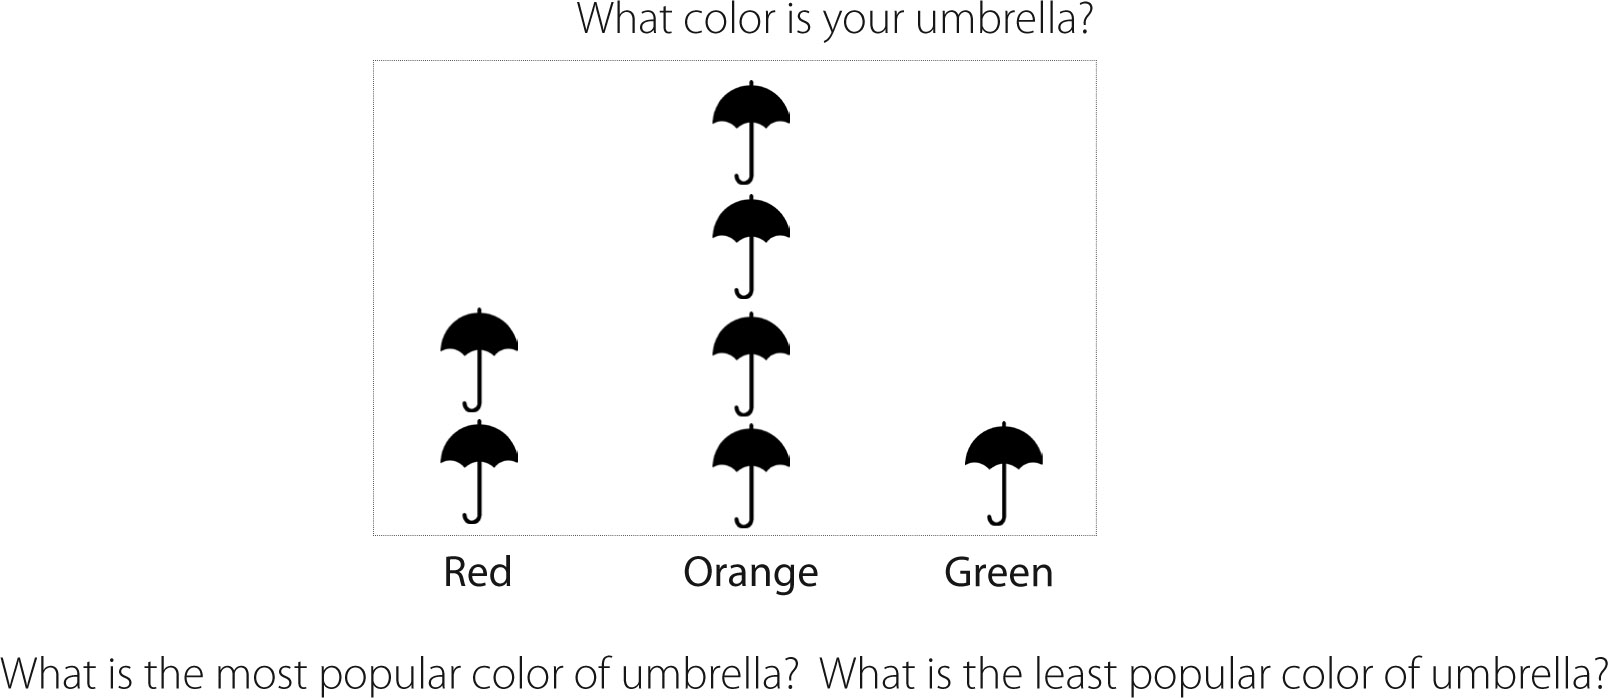 What color is your umbrella?
Red Orange Green
What is the most popular color of umbrella? What is the least popular color of umbrella?